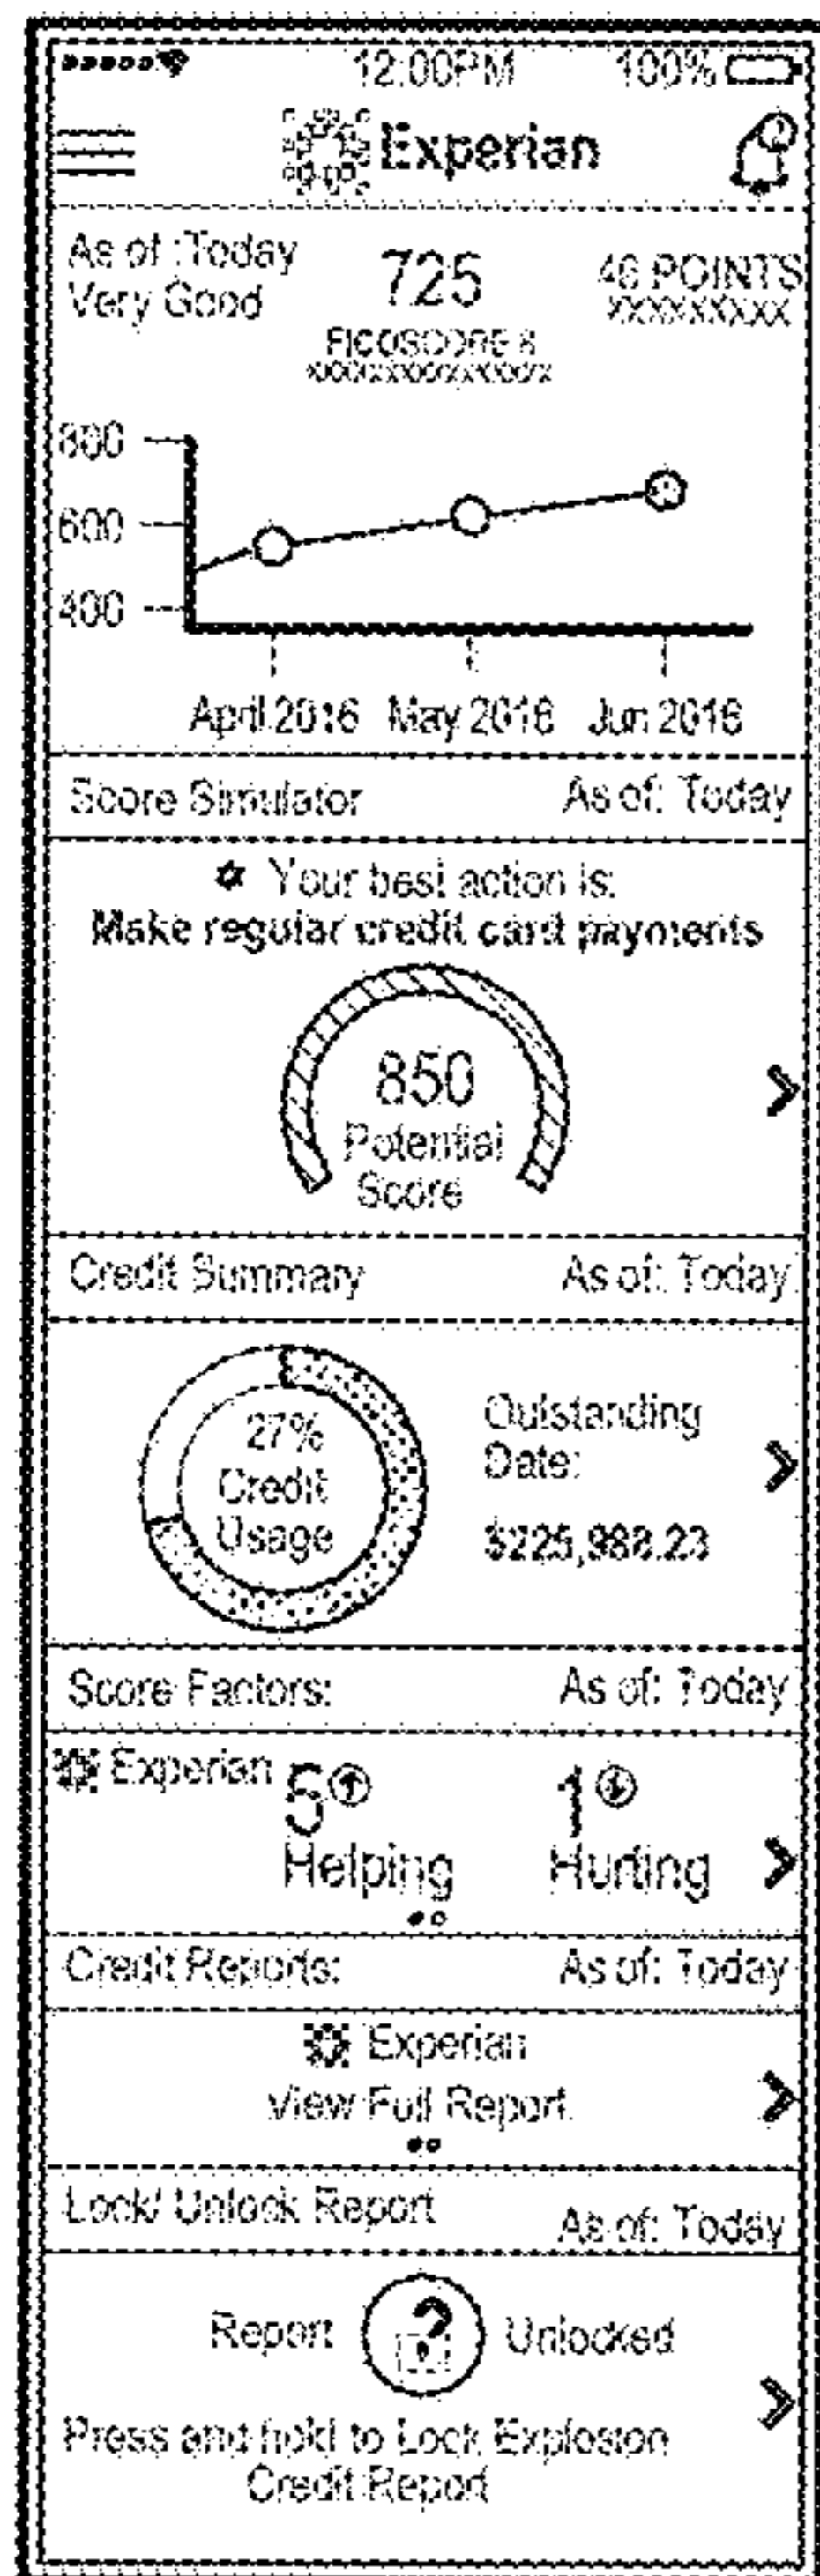 12:00PM 100%
Experian
As of :Today
Very Good
725
46 POINTS
XXXXXXXXX
FICOSCORE 8
800
600
400
April 2016 May 2016 Jun 2016
Score Simulator As of: Today
Your best action is:
Make regular credit card payments
850
Potential
Score
Credit Summary As of: Today
27%
Credit
Usage
Outstanding
Date:
$225,988.23
Score Factors: As of: Today
Experian 5 1
Helping Hurting
Credit Reports: As of: Today
Experian
View Full Report
Lock/ Unlock Report As of: Today
Report Unlocked
Press and hold to Lock Explosion
Credit Report